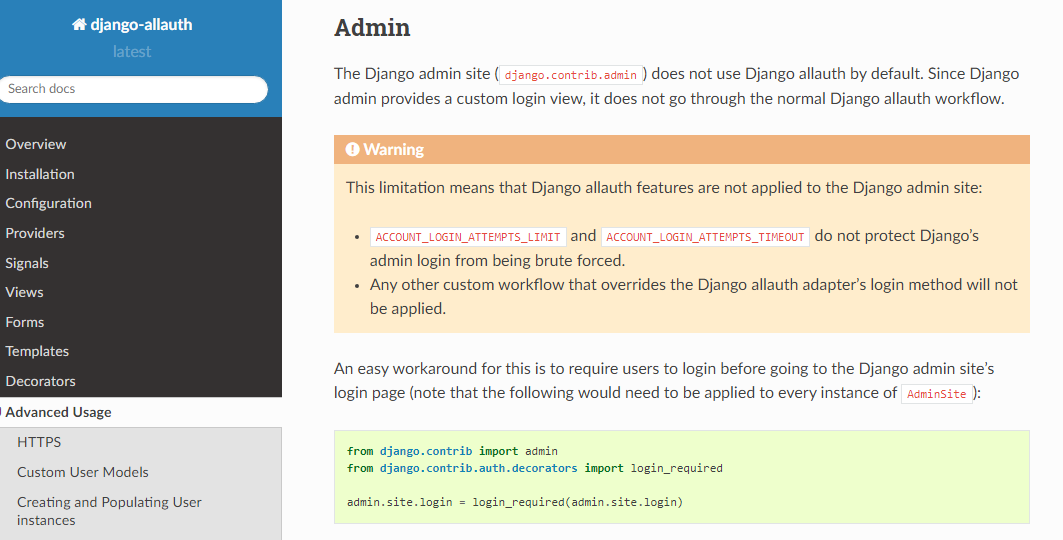 django-allauth
latest
Search docs
Overview
Installation
Configuration
Providers
Signals
Views
Forms
Templates
Decorators
Advanced Usage
HTTPS
Custom User Models
Creating and Populating User
instances
Admin
The Django admin site ( django.contrib.admin ) does not use Django allauth by default. Since Django
admin provides a custom login view, it does not go through the normal Django allauth workflow.
Warning
This limitation means that Django allauth features are not applied to the Django admin site:
• ACCOUNT_LOGIN_ATTEMPTS_LIMIT and ACCOUNT_LOGIN_ATTEMPTS_TIMEOUT do not protect Django's
admin login from being brute forced.
• Any other custom workflow that overrides the Django allauth adapter's login method will not
be applied.
An easy workaround for this is to require users to login before going to the Django admin site's
login page (note that the following would need to be applied to every instance of AdminSite ):
from django.contrib import admin
from django.contrib.auth.decorators import login_required
admin.site.login = login_required(admin.site.login)